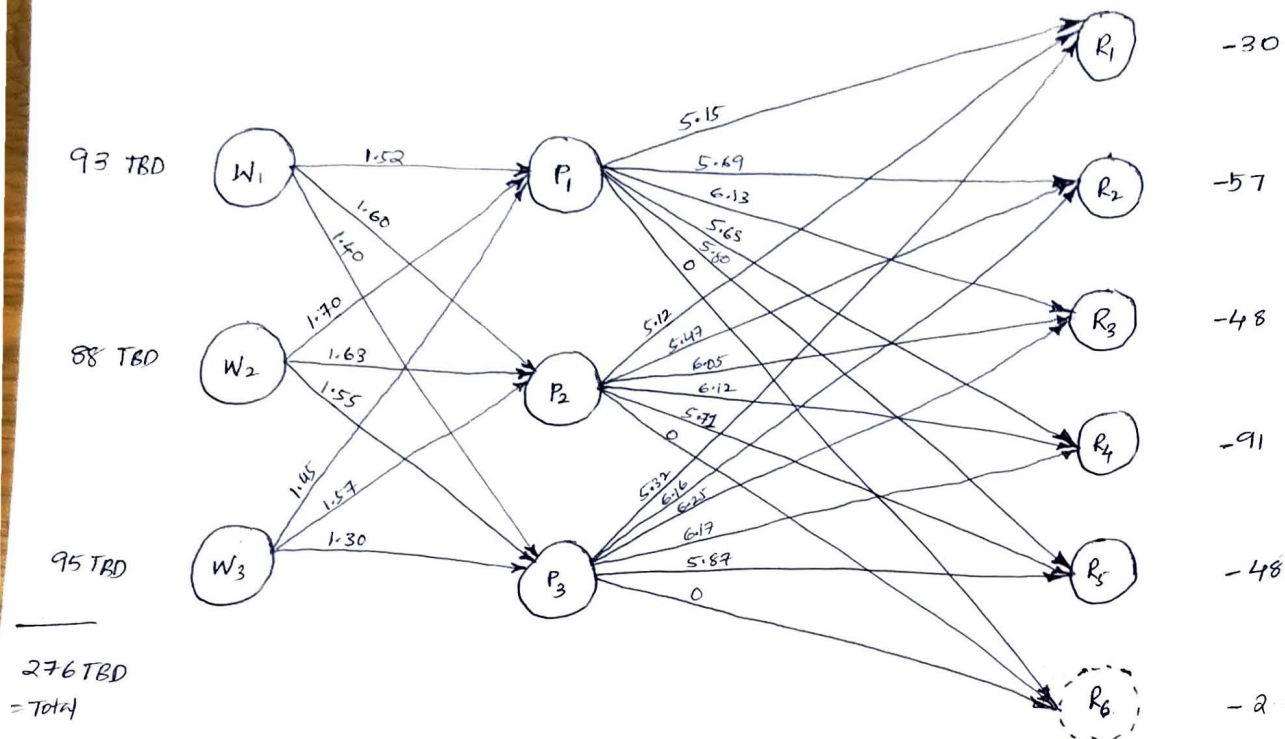 93 TBD
88 TBD
95 TBD
276 TBD
= Total
W1
W2
W3
1.52
1.60
1.40
1.70
1.63
1.55
1.45
1.57
1.30
P1
P2
P3
5.15
5.69
6.13
5.63
5.80
0
5.12
5.47
6.05
6.12
5.71
0
5.32
6.16
6.25
6.17
5.87
0
R1
R2
R3
R4
R5
R6
-30
-57
-48
-91
-48
-2